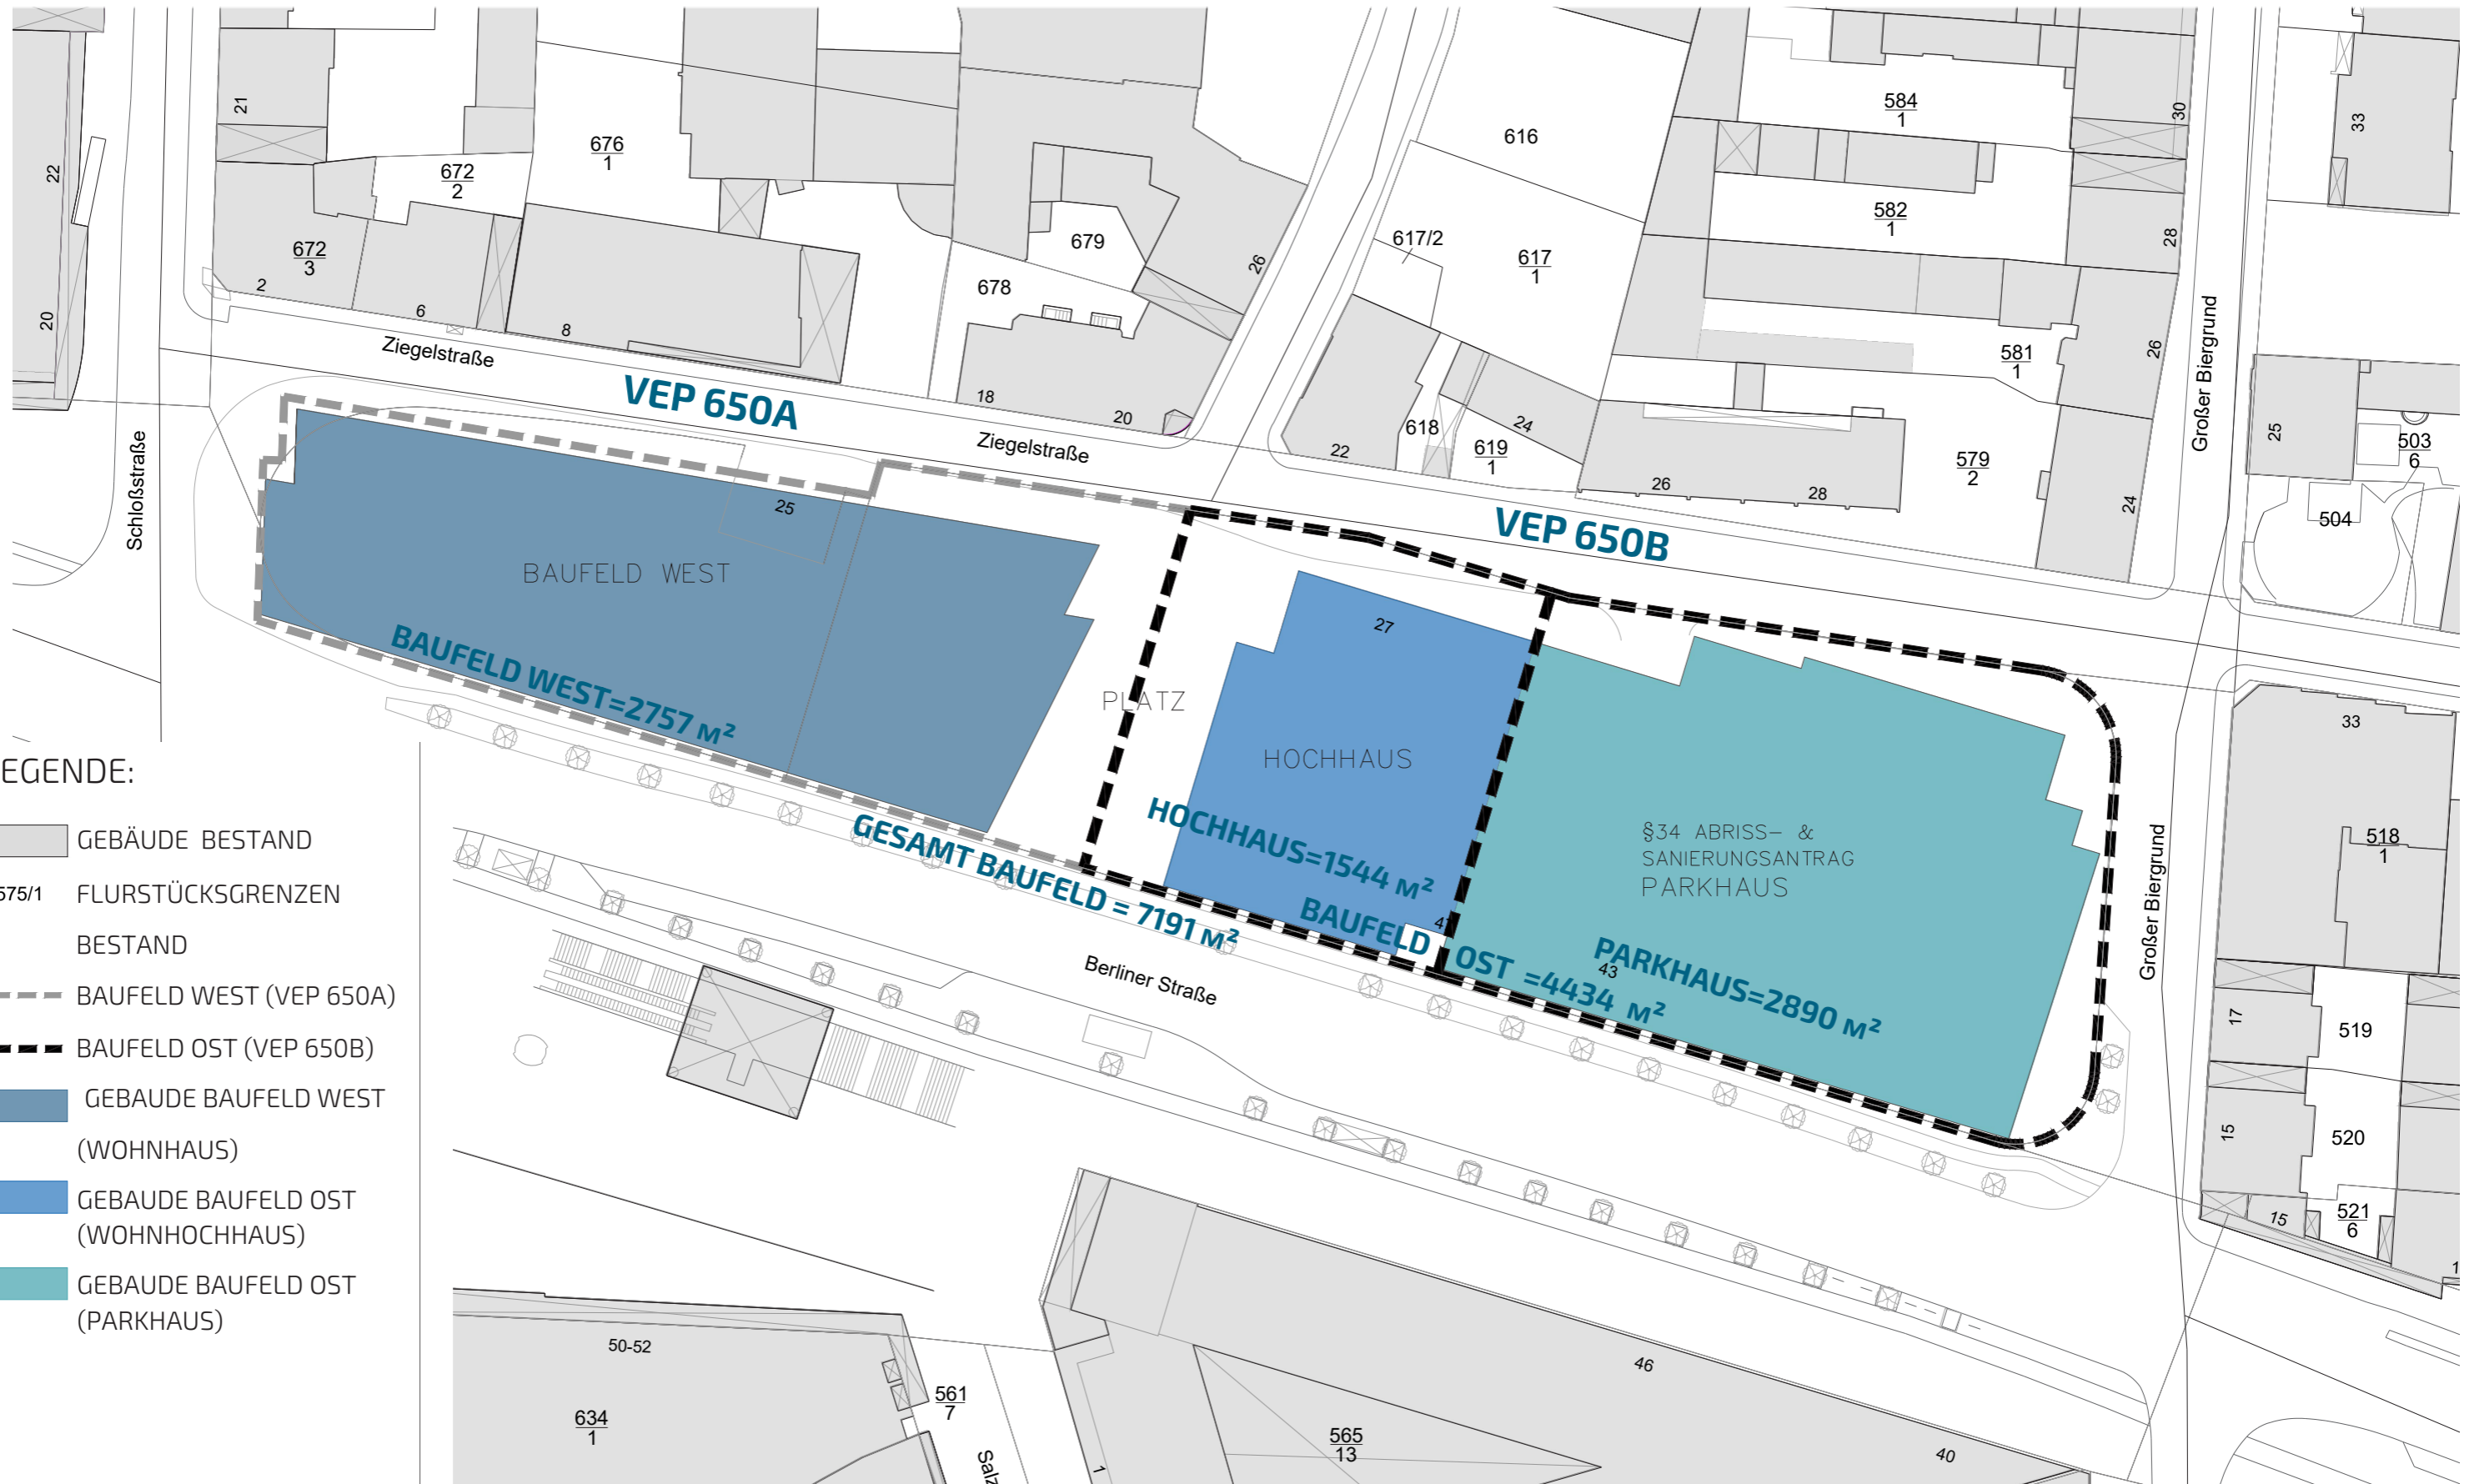 21
22
20
676
1
672
2
672
3
2
6
8
679
678
26
18
20
Ziegelstraße
Ziegelstraße
Schloßstraße
VEP 650A
616
617/2
617
1
618
619
1
22
24
26
28
584
1
582
1
581
1
579
2
30
28
26
24
Großer Biergrund
33
25
503
6
504
VEP 650B
25
BAUFELD WEST
BAUFELD WEST=2757 M²
PLATZ
27
HOCHHAUS
HOCHHAUS=1544 M²
§34 ABRISS- &
SANIERUNGSANTRAG
PARKHAUS
PARKHAUS=2890 M²
43
BAUFELD OST =4434 M²
GESAMT BAUFELD = 7191 M²
Berliner Straße
Großer Biergrund
33
518
1
17
519
15
520
15
521
6
EGENDE:
GEBÄUDE BESTAND
575/1 FLURSTÜCKSGRENZEN
BESTAND
BAUFELD WEST (VEP 650A)
BAUFELD OST (VEP 650B)
GEBAUDE BAUFELD WEST
(WOHNHAUS)
GEBAUDE BAUFELD OST
(WOHNHOCHHAUS)
GEBAUDE BAUFELD OST
(PARKHAUS)
50-52
634
1
561
7
Salz
1
565
13
46
40